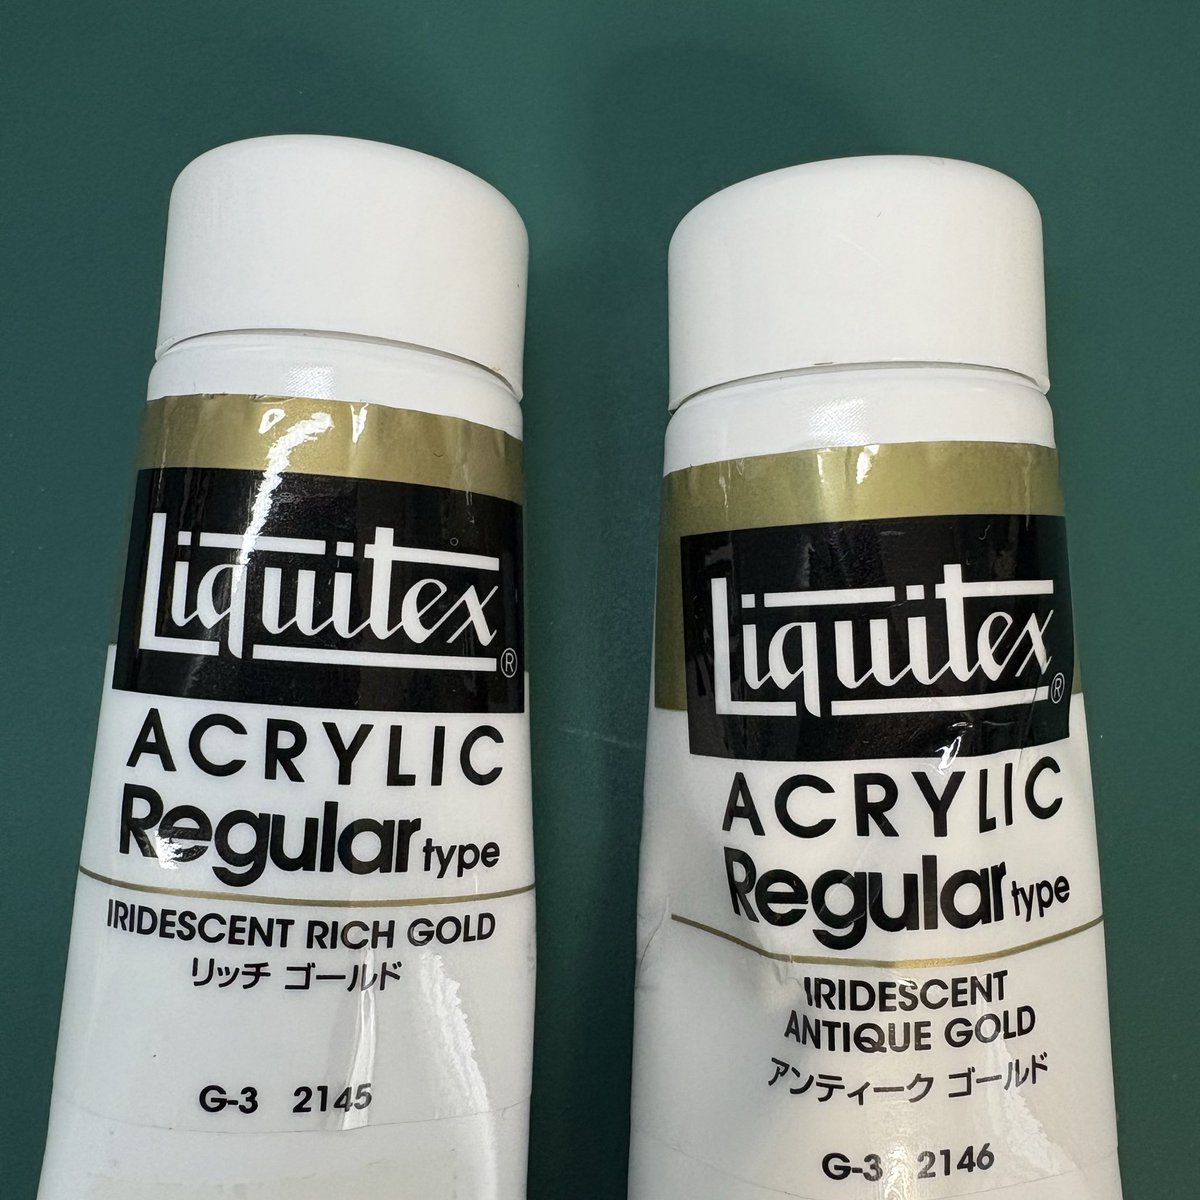 Liquitex®
ACRYLIC
Regular type
IRIDESCENT RICH GOLD
リッチ ゴールド
G-3 2145
Liquitex®
ACRYLIC
Regular type
IRIDESCENT
ANTIQUE GOLD
アンティーク ゴールド
G-3 2146